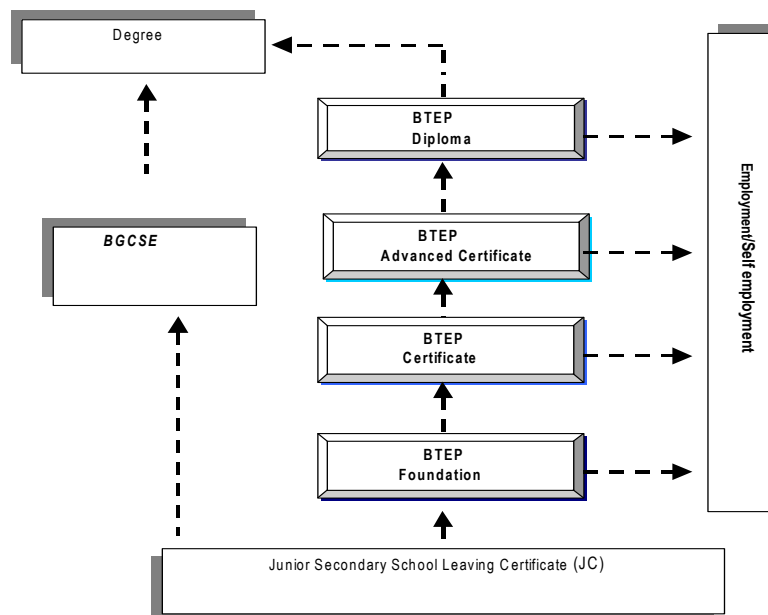 Degree
BTEP
Diploma
BGCSE
BTEP
Advanced Certificate
BTEP
Certificate
BTEP
Foundation
Employment/Self employment
Junior Secondary School Leaving Certificate (JC)